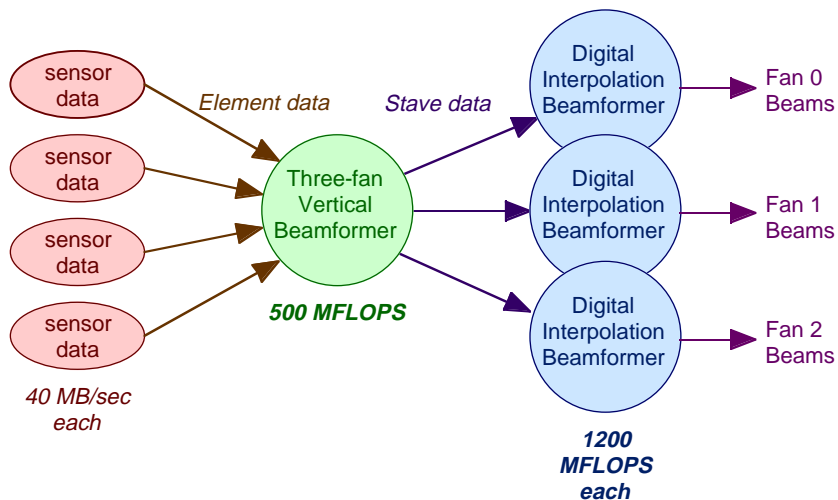 sensor
data
sensor
data
sensor
data
sensor
data
40 MB/sec
each
Element data
Three-fan
Vertical
Beamformer
500 MFLOPS
Stave data
Digital
Interpolation
Beamformer
Digital
Interpolation
Beamformer
Digital
Interpolation
Beamformer
1200
MFLOPS
each
Fan 0
Beams
Fan 1
Beams
Fan 2
Beams